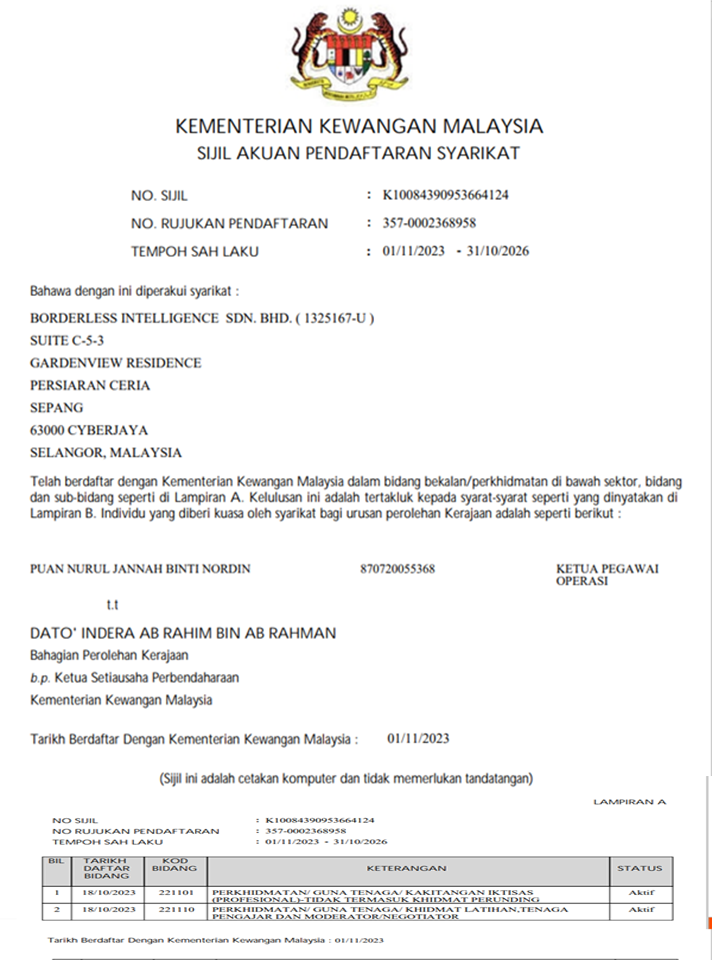 KEMENTERIAN KEWANGAN MALAYSIA
SIJIL AKUAN PENDAFTARAN SYARIKAT
NO. SIJIL : K10084390953664124
NO. RUJUKAN PENDAFTARAN : 357-0002368958
TEMPOH SAH LAKU : 01/11/2023 - 31/10/2026
Bahawa dengan ini diperakui syarikat :
BORDERLESS INTELLIGENCE SDN. BHD. ( 1325167-U )
SUITE C-5-3
GARDENVIEW RESIDENCE
PERSIARAN CERIA
SEPANG
63000 CYBERJAYA
SELANGOR, MALAYSIA
Telah berdaftar dengan Kementerian Kewangan Malaysia dalam bidang bekalan/perkhidmatan di bawah sektor, bidang
dan sub-bidang seperti di Lampiran A. Kelulusan ini adalah tertakluk kepada syarat-syarat seperti yang dinyatakan di
Lampiran B. Individu yang diberi kuasa oleh syarikat bagi urusan perolehan Kerajaan adalah seperti berikut :
PUAN NURUL JANNAH BINTI NORDIN 870720055368 KETUA PEGAWAI
OPERASI
t.t
DATO' INDERA AB RAHIM BIN AB RAHMAN
Bahagian Perolehan Kerajaan
b.p. Ketua Setiausaha Perbendaharaan
Kementerian Kewangan Malaysia
Tarikh Berdaftar Dengan Kementerian Kewangan Malaysia : 01/11/2023
(Sijil ini adalah cetakan komputer dan tidak memerlukan tandatangan)
LAMPIRAN A
NO SIJIL : K10084390953664124
NO RUJUKAN PENDAFTARAN : 357-0002368958
TEMPOH SAH LAKU : 01/11/2023 - 31/10/2026
BIL TARIKH DAFTAR BIDANG KOD BIDANG KETERANGAN STATUS
1 18/10/2023 221101 PERKHIDMATAN/ GUNA TENAGA/ KAKITANGAN IKTISAS Aktif
(PROFESIONAL)-TIDAK TERMASUK KHIDMAT PERUNDING
2 18/10/2023 221110 PERKHIDMATAN/ GUNA TENAGA/ KHIDMAT LATIHAN,TENAGA Aktif
PENGAJAR DAN MODERATOR/NEGOTIATOR
Tarikh Berdaftar Dengan Kementerian Kewangan Malaysia : 01/11/2023